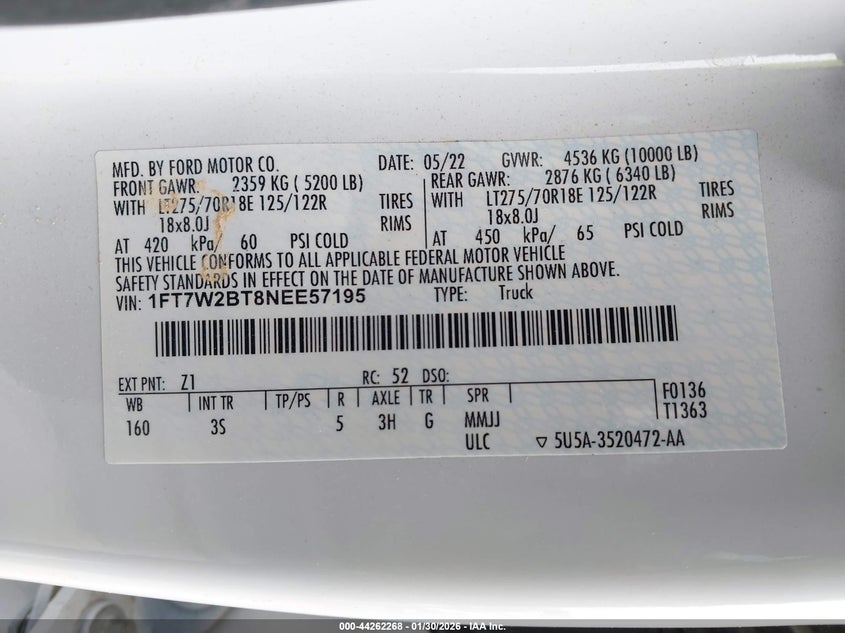 MFD. BY FORD MOTOR CO. DATE: 05/22 GVWR: 4536 KG (10000 LB)
FRONT GAWR: 2359 KG ( 5200 LB) REAR GAWR: 2876 KG ( 6340 LB)
WITH LT275/70R18E 125/122R TIRES WITH LT275/70R18E 125/122R TIRES
18x8.0J RIMS 18x8.0J RIMS
AT 420 kPa/ 60 PSI COLD AT 450 kPa/ 65 PSI COLD
THIS VEHICLE CONFORMS TO ALL APPLICABLE FEDERAL MOTOR VEHICLE
SAFETY STANDARDS IN EFFECT ON THE DATE OF MANUFACTURE SHOWN ABOVE.
VIN: 1FT7W2BT8NEE57195 TYPE: Truck
EXT PNT: Z1 RC: 52 DSO:
WB INT TR TP/PS R AXLE TR SPR F0136
160 3S 5 3H G MMJJ T1363
ULC ▽ 5U5A-3520472-AA
000-44262268 - 01/30/2026 - IAA Inc.